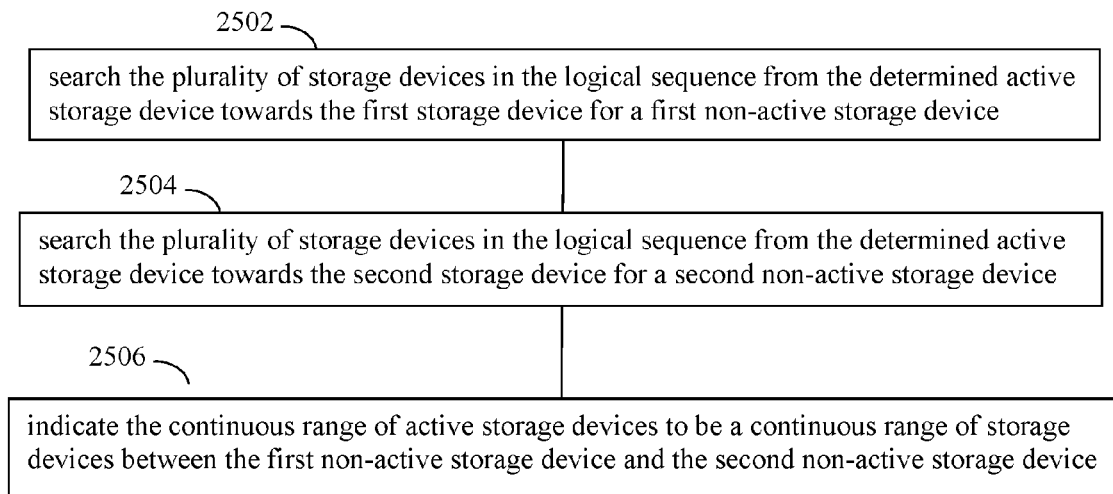 2502
search the plurality of storage devices in the logical sequence from the determined active
storage device towards the first storage device for a first non-active storage device
2504
search the plurality of storage devices in the logical sequence from the determined active
storage device towards the second storage device for a second non-active storage device
2506
indicate the continuous range of active storage devices to be a continuous range of storage
devices between the first non-active storage device and the second non-active storage device